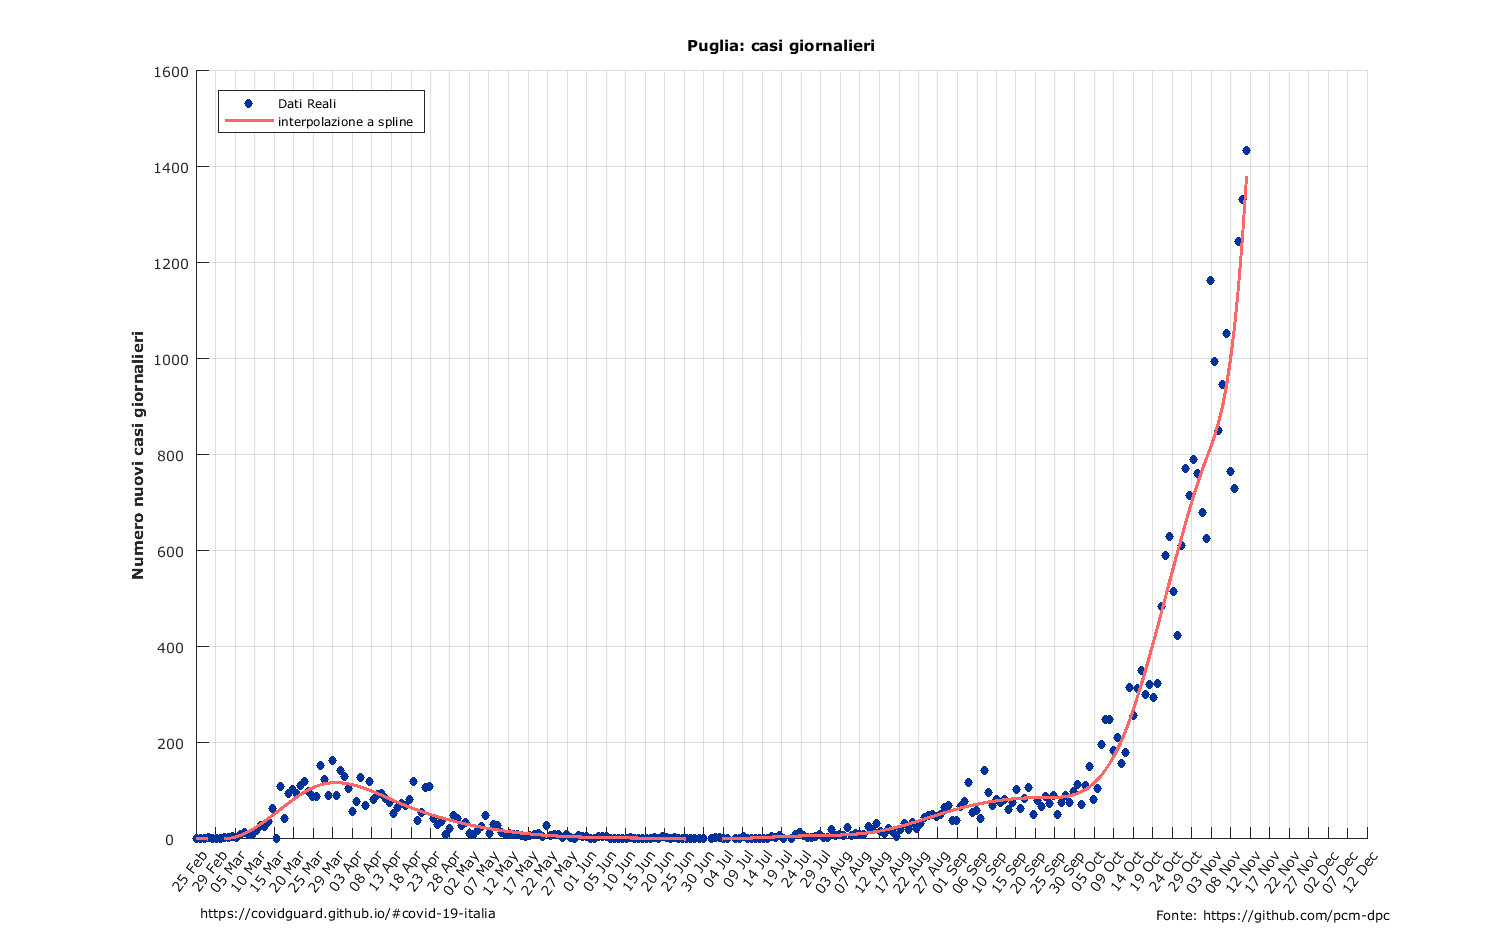 Puglia: casi giornalieri
1600
1400
1200
1000
800
600
400
200
0
Dati Reali
interpolazione a spline
Numero nuovi casi giornalieri
25 Feb
29 Feb
05 Mar
10 Mar
15 Mar
20 Mar
25 Mar
29 Mar
03 Apr
08 Apr
13 Apr
18 Apr
23 Apr
28 Apr
02 May
07 May
12 May
17 May
22 May
27 May
01 Jun
05 Jun
10 Jun
15 Jun
20 Jun
25 Jun
30 Jun
04 Jul
09 Jul
14 Jul
19 Jul
24 Jul
29 Jul
03 Aug
07 Aug
12 Aug
17 Aug
22 Aug
27 Aug
01 Sep
06 Sep
10 Sep
15 Sep
20 Sep
25 Sep
30 Sep
05 Oct
09 Oct
14 Oct
19 Oct
24 Oct
29 Oct
03 Nov
08 Nov
12 Nov
17 Nov
22 Nov
27 Nov
02 Dec
07 Dec
12 Dec
https://covidguard.github.io/#covid-19-italia
Fonte: https://github.com/pcm-dpc